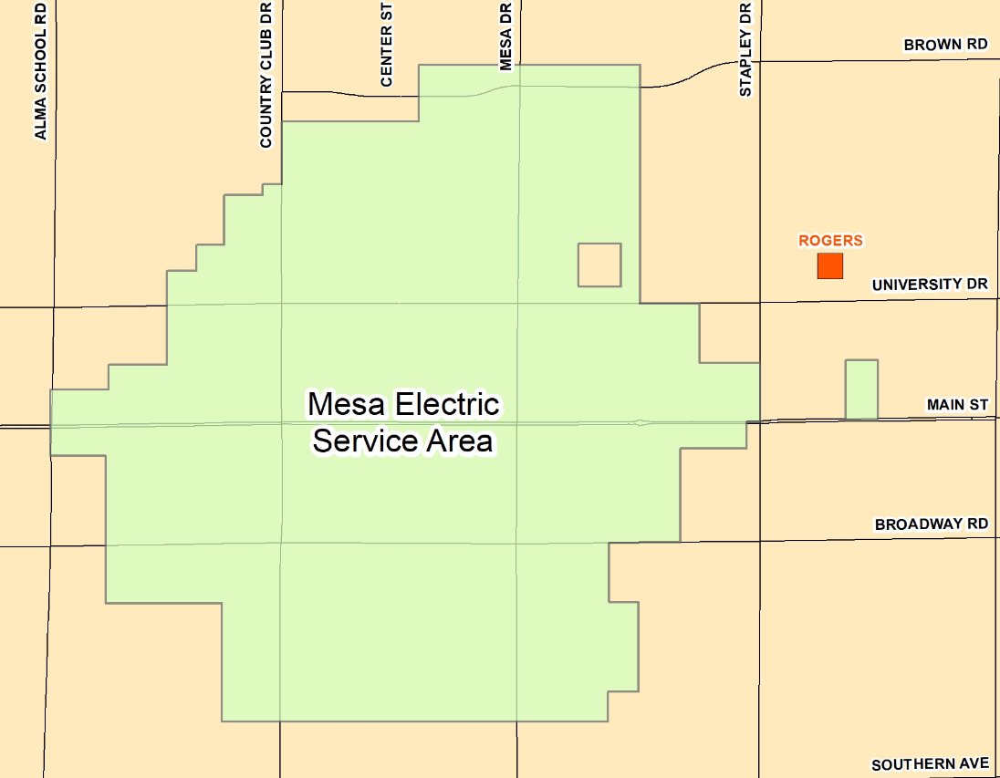 ALMA SCHOOL RD
COUNTRY CLUB DR
CENTER ST
MESA DR
STAPLEY DR
BROWN RD
ROGERS
UNIVERSITY DR
Mesa Electric
Service Area
MAIN ST
BROADWAY RD
SOUTHERN AVE